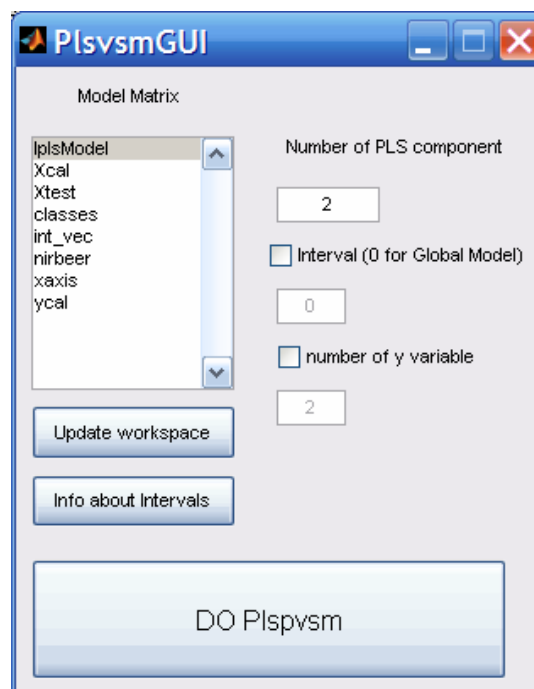 PlsvsmGUI
Model Matrix
IplsModel
Xcal
Xtest
classes
int_vec
nirbeer
xaxis
ycal
Number of PLS component
2
Interval (0 for Global Model)
0
number of y variable
2
Update workspace
Info about Intervals
DO Plspvsm